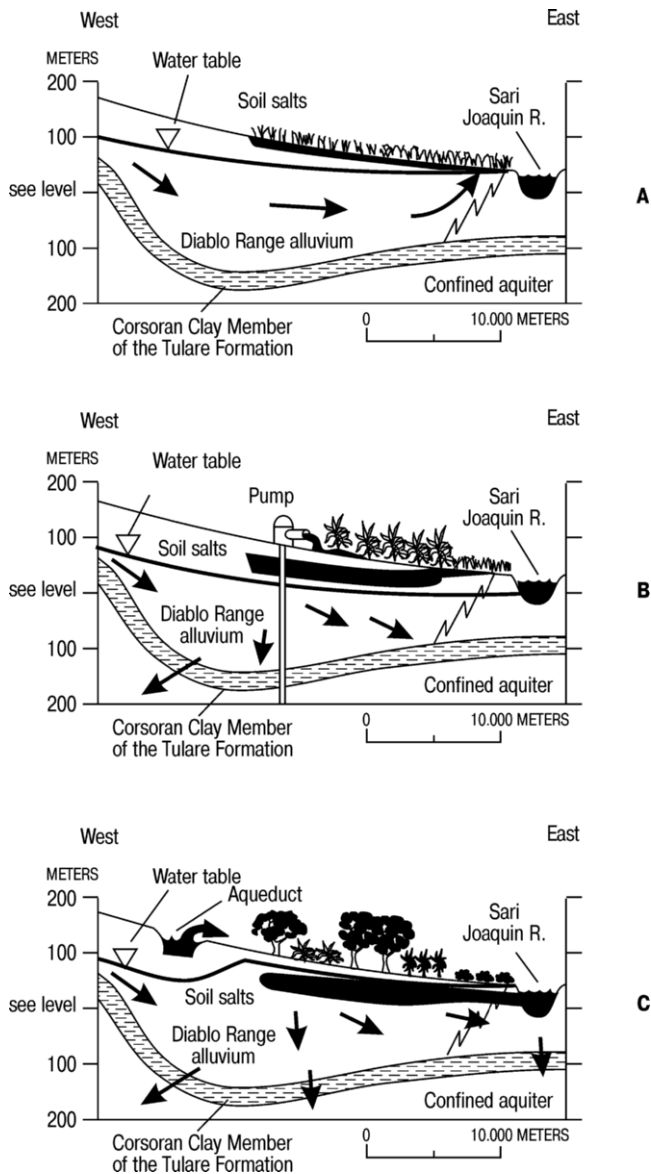 West
East
METERS
Water table
200
Soil salts
Sari
Joaquin R.
100
see level
A
Diablo Range alluvium
100
Confined aquiter
200
Corsoran Clay Member
of the Tulare Formation
0
10.000 METERS
West
East
METERS
Water table
200
Pump
Sari
Joaquin R.
100
Soil salts
see level
B
Diablo Range
alluvium
100
Confined aquiter
200
Corsoran Clay Member
of the Tulare Formation
0
10.000 METERS
West
East
METERS
Water table
Aqueduct
200
Sari
Joaquin R.
100
see level
Soil salts
C
Diablo Range
alluvium
100
Confined aquiter
200
Corsoran Clay Member
of the Tulare Formation
0
10.000 METERS